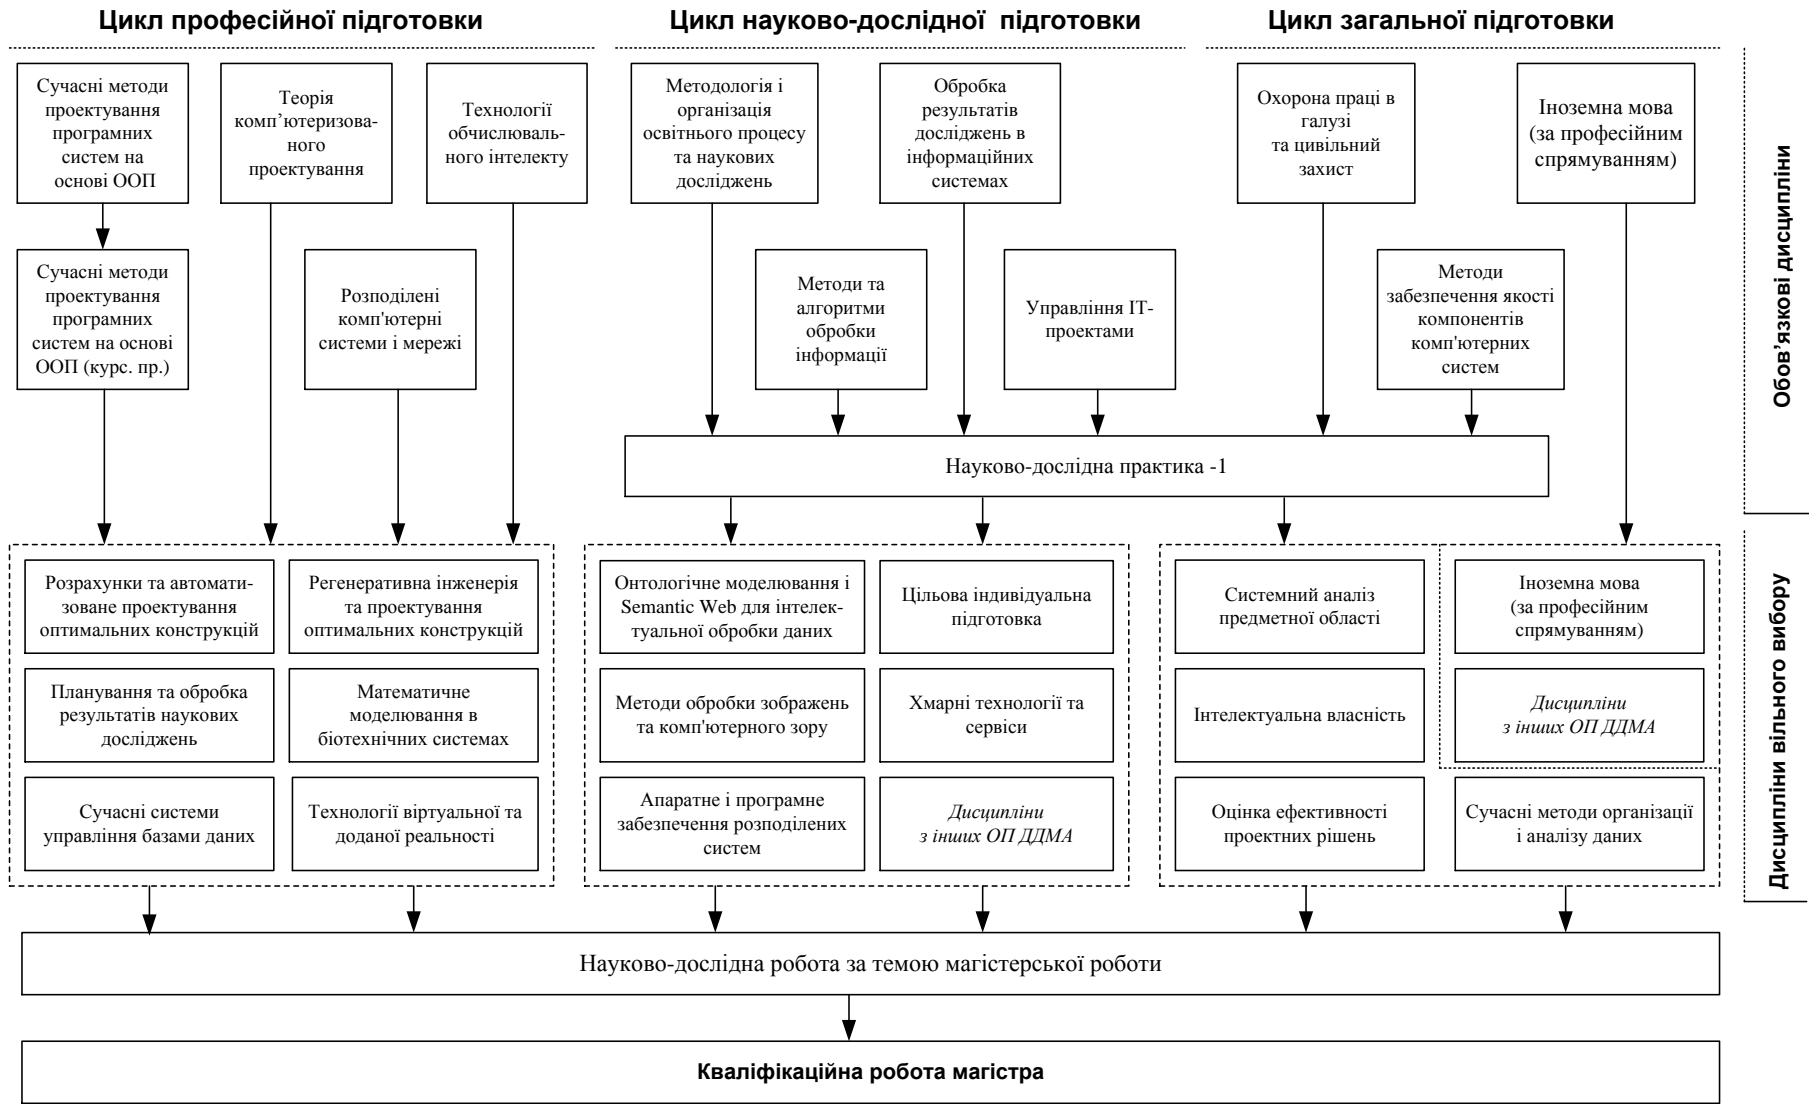 Цикл професійної підготовки
Цикл науково-дослідної підготовки
Цикл загальної підготовки
Сучасні методи
проектування
програмних
систем на
основі ООП
Теорія
комп’ютеризова-
ного
проектування
Технології
обчислюваль-
ного інтелекту
Методологія і
організація
освітнього процесу
та наукових
досліджень
Обробка
результатів
досліджень в
інформаційних
системах
Охорона праці в
галузі
та цивільний
захист
Іноземна мова
(за професійним
спрямуванням)
Обов’язкові дисципліни
Сучасні методи
проектування
програмних
систем на основі
ООП (курс. пр.)
Розподілені
комп'ютерні
системи і мережі
Методи та
алгоритми
обробки
інформації
Управління ІТ-
проектами
Методи
забезпечення якості
компонентів
комп'ютерних
систем
Науково-дослідна практика -1
Розрахунки та автомати-
зоване проектування
оптимальних конструкцій
Регенеративна інженерія
та проектування
оптимальних конструкцій
Онтологічне моделювання і
Semantic Web для інтелек-
туальної обробки даних
Цільова індивідуальна
підготовка
Системний аналіз
предметної області
Іноземна мова
(за професійним
спрямуванням)
Дисципліни вільного вибору
Планування та обробка
результатів наукових
досліджень
Математичне
моделювання в
біотехнічних системах
Методи обробки зображень
та комп'ютерного зору
Хмарні технології та
сервіси
Інтелектуальна власність
Дисципліни
з інших ОП ДДМА
Сучасні системи
управління базами даних
Технології віртуальної та
доданої реальності
Апаратне і програмне
забезпечення розподілених
систем
Дисципліни
з інших ОП ДДМА
Оцінка ефективності
проектних рішень
Сучасні методи організації
і аналізу даних
Науково-дослідна робота за темою магістерської роботи
Кваліфікаційна робота магістра